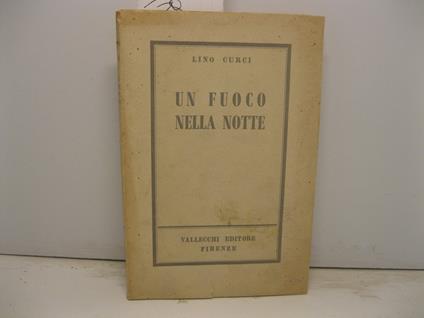 LINO CURCI
UN FUOCO
NELLA NOTTE
VALLECCHI EDITORE
FIRENZE